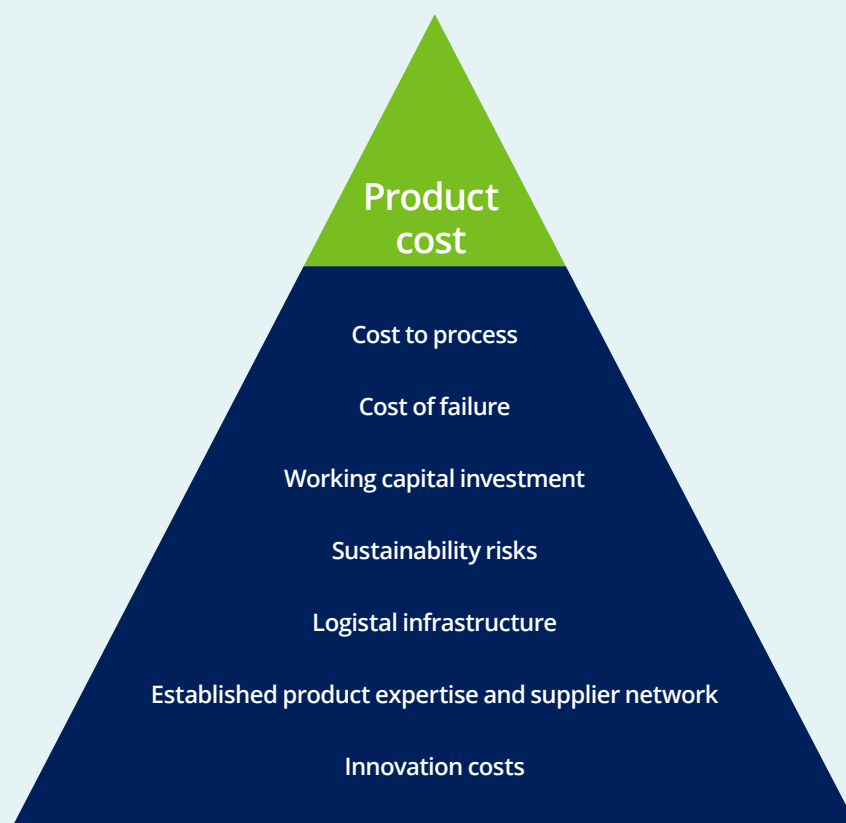 Product
cost
Cost to process
Cost of failure
Working capital investment
Sustainability risks
Logistal infrastructure
Established product expertise and supplier network
Innovation costs